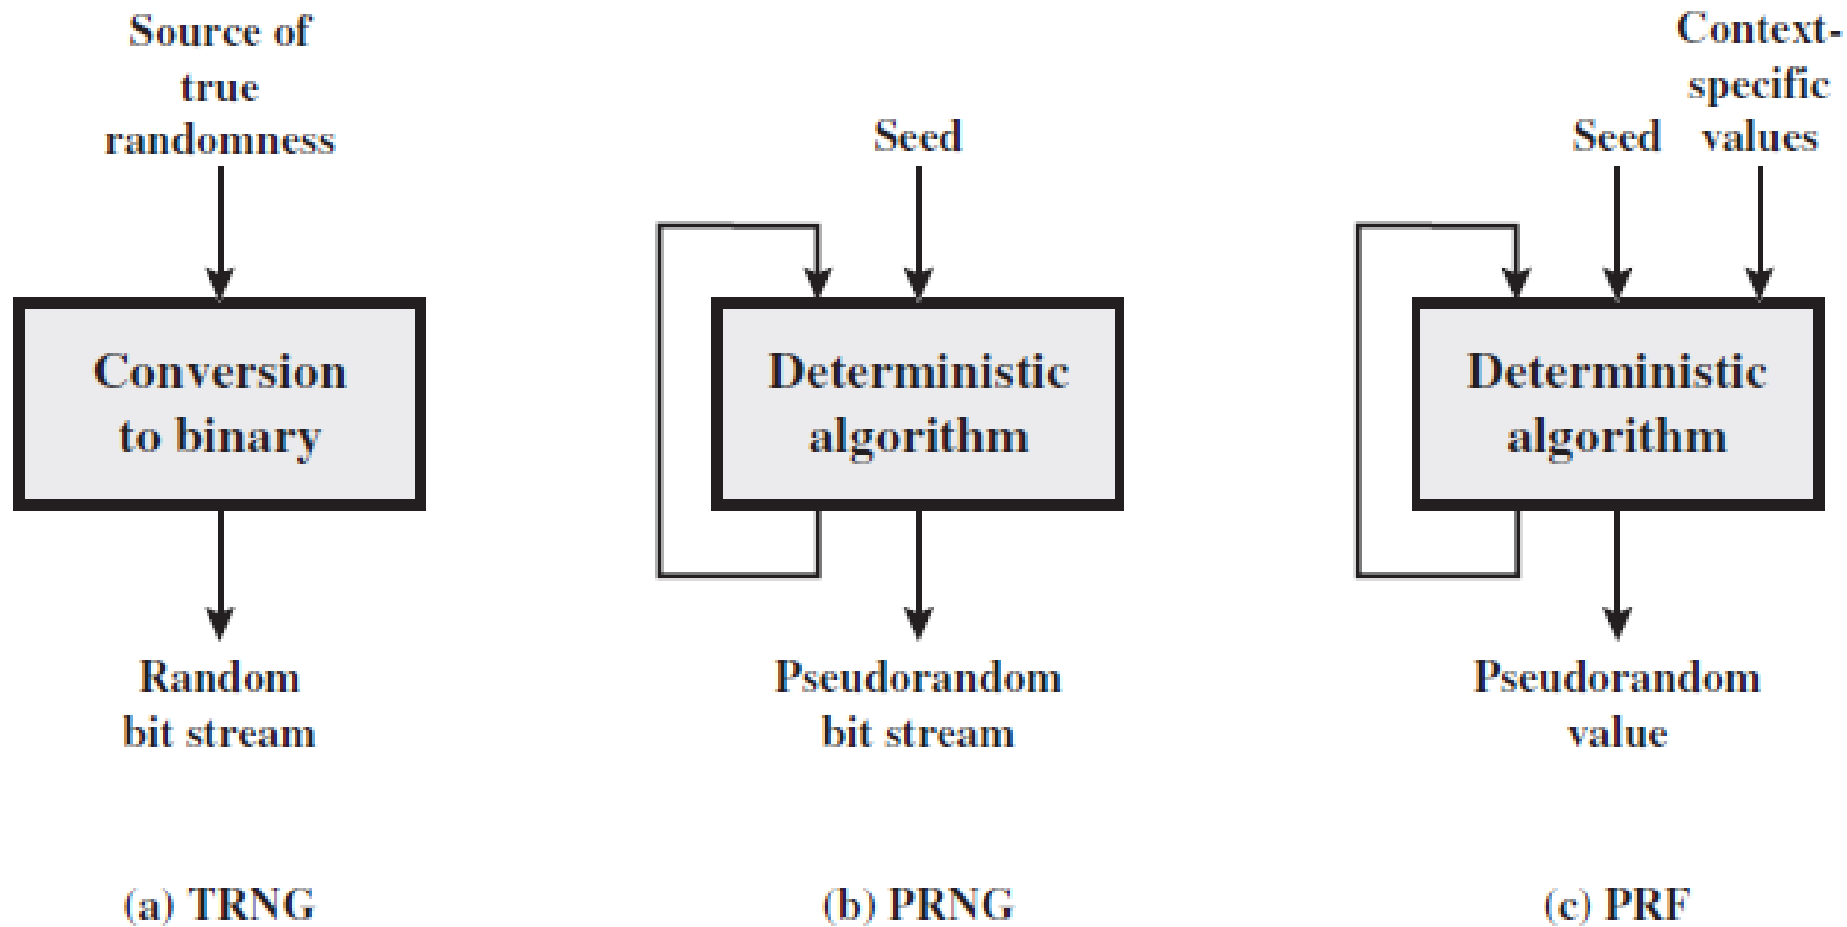 Source of
true
randomness
Conversion
to binary
Random
bit stream
(a) TRNG
Seed
Deterministic
algorithm
Pseudorandom
bit stream
(b) PRNG
Seed
Context-
specific
values
Deterministic
algorithm
Pseudorandom
value
(c) PRF